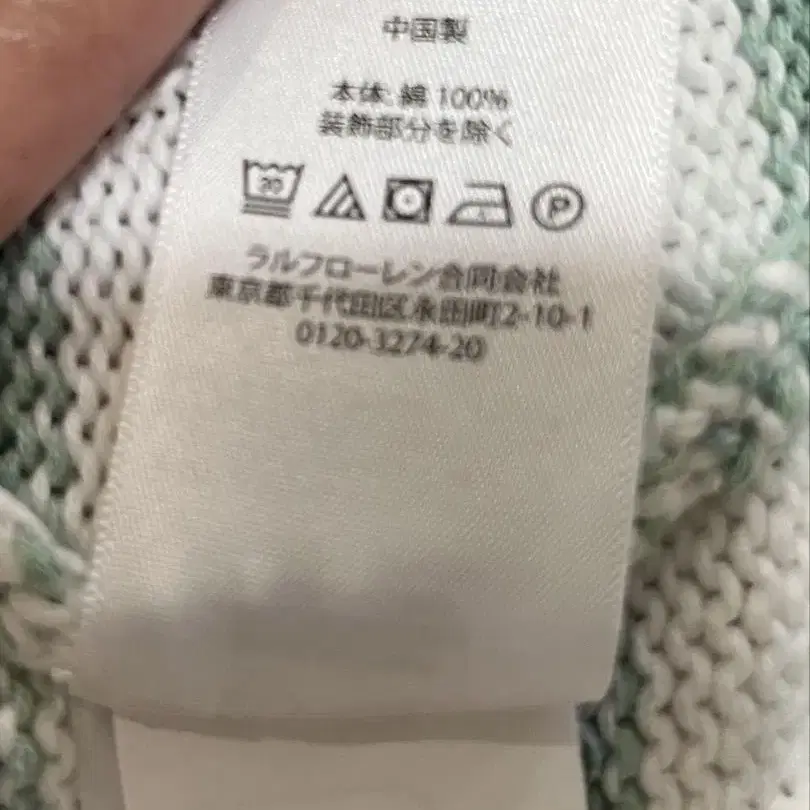 中国製
本体: 綿 100%
装飾部分を除く
30
P
ラルフローレン合同会社
東京都千代田区永田町2-10-1
0120-3274-20